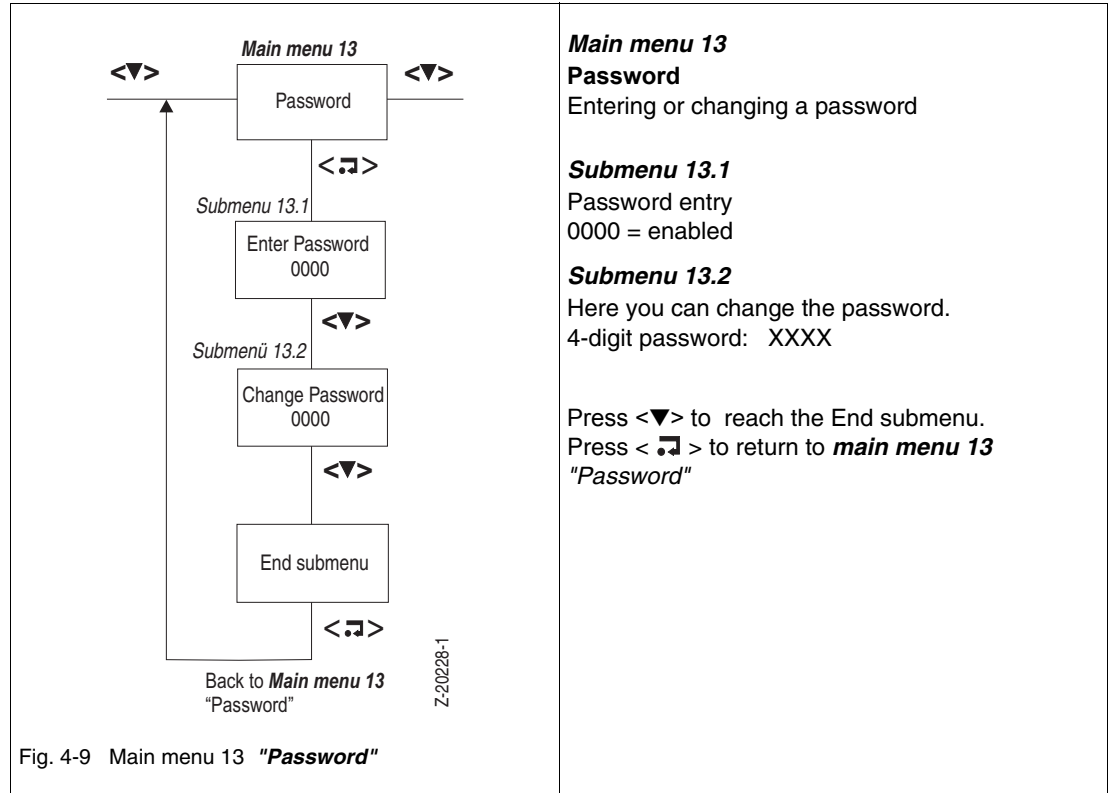 Main menu 13
<▼> <▼>
Password
< >
Submenu 13.1
Enter Password
0000
<▼>
Submenü 13.2
Change Password
0000
<▼>
End submenu
< >
Back to Main menu 13
“Password”
Z-20228-1
Fig. 4-9 Main menu 13 "Password"
Main menu 13
Password
Entering or changing a password
Submenu 13.1
Password entry
0000 = enabled
Submenu 13.2
Here you can change the password.
4-digit password: XXXX
Press <▼> to reach the End submenu.
Press < > to return to main menu 13
"Password"